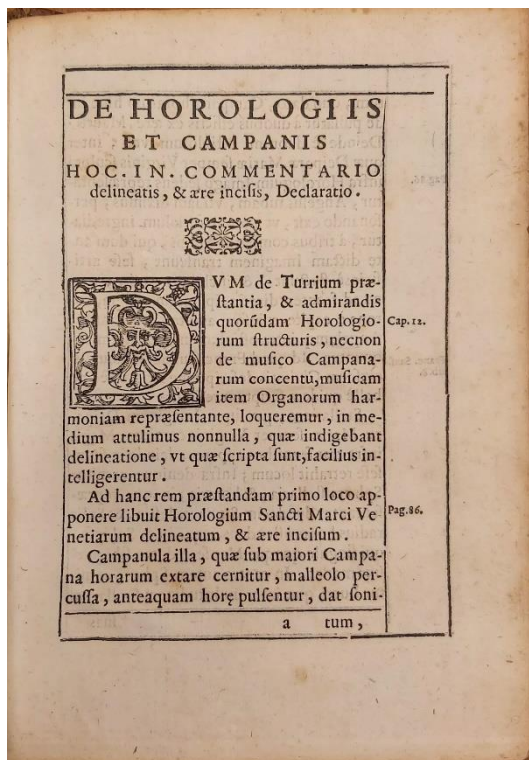 DE HOROLOGIIS
ET CAMPANIS
HOC. IN. COMMENTARIO
delineatis, & ære incisis, Declaratio.
DVM de Turrium præ-
stantia, & admirandis
quorũdam Horologio-
Cap. 12.
rum structuris, necnon
de musico Campana-
rum concentu, musicam
item Organorum har-
moniam repræsentante, loqueremur, in me-
dium attulimus nonnulla, quæ indigebant
delineatione, vt quæ scripta sunt, facilius in-
telligerentur.
Ad hanc rem præstandam primo loco ap-
ponere libuit Horologium Sancti Marci Ve
Pag. 86.
netiarum delineatum, & ære incisum.
Campanula illa, quæ sub maiori Campa-
na horarum extare cernitur, malleolo per-
cussa, anteaquam horę pulsentur, dat soni-
a tum,